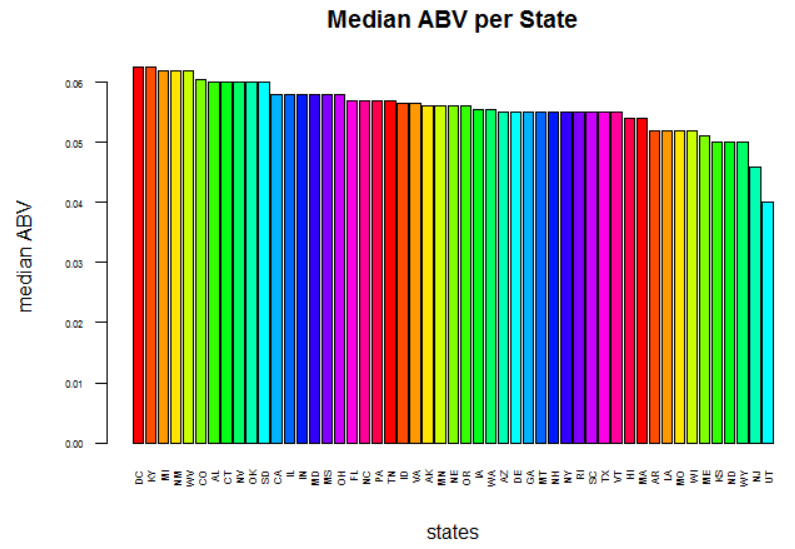 Median ABV per State
median ABV
0.06
0.05
0.04
0.03
0.02
0.01
0.00
DC KY MI NM WV CO AL CT NV OK SD CA IL IN MD MS OH FL NC PA TN ID VA AK MN NE OR IA WA AZ DE GA MT NH NY RI SC TX VT HI MA AR LA MO WI ME KS ND WY NJ UT
states